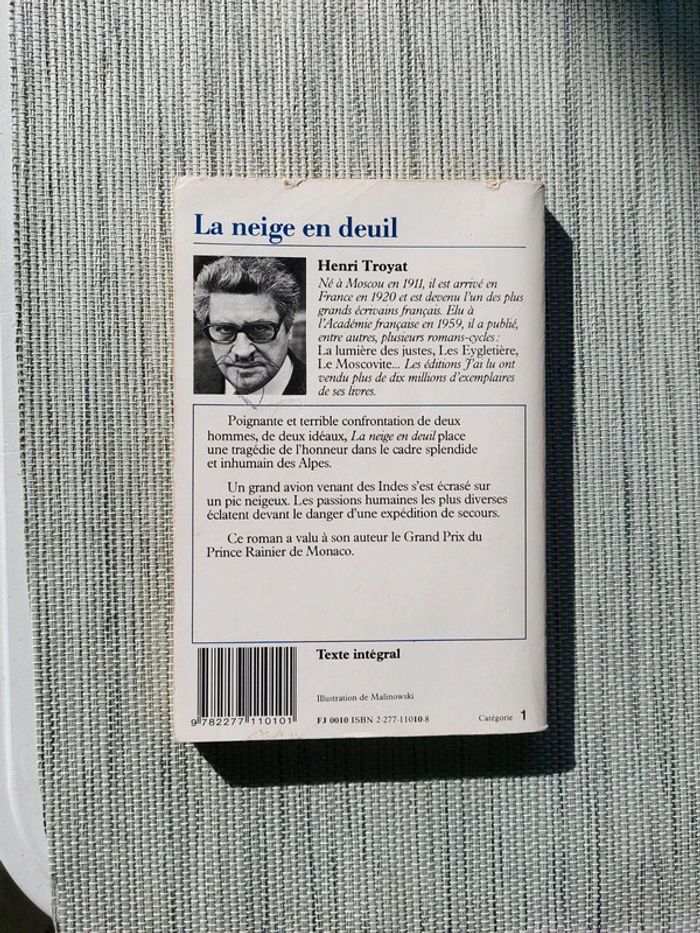 La neige en deuil
Henri Troyat
Né à Moscou en 1911, il est arrivé en
France en 1920 et est devenu l'un des plus
grands écrivains français. Elu à
l'Académie française en 1959, il a publié,
entre autres, plusieurs romans-cycles :
La lumière des justes, Les Eygletière,
Le Moscovite... Les éditions J'ai lu ont
vendu plus de dix millions d'exemplaires
de ses livres.
Poignante et terrible confrontation de deux
hommes, de deux idéaux, La neige en deuil place
une tragédie de l'honneur dans le cadre splendide
et inhumain des Alpes.
Un grand avion venant des Indes s'est écrasé sur
un pic neigeux. Les passions humaines les plus diverses
éclatent devant le danger d'une expédition de secours.
Ce roman a valu à son auteur le Grand Prix du
Prince Rainier de Monaco.
Texte intégral
Illustration de Malinowski
9 782277 110101
FJ 0010 ISBN 2-277-11010-8
Catégorie 1